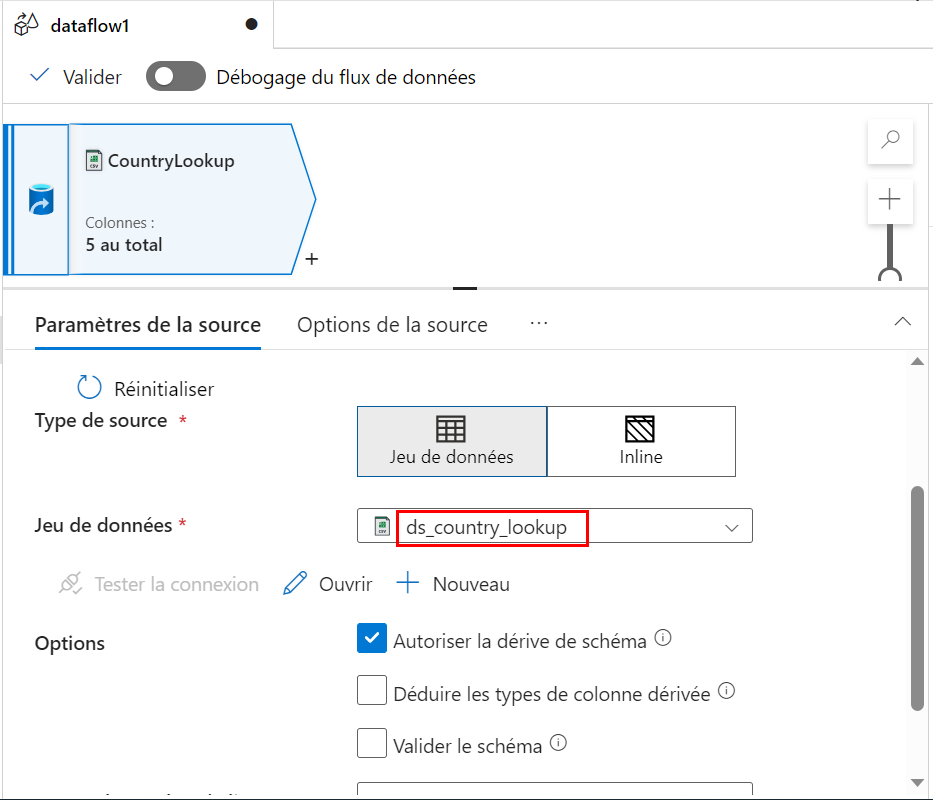 dataflow1
Valider
Débogage du flux de données
CountryLookup
Colonnes :
5 au total
+
Paramètres de la source
Options de la source
...
Réinitialiser
Type de source *
Jeu de données
Inline
Jeu de données *
ds_country_lookup
Tester la connexion
Ouvrir
Nouveau
Options
Autoriser la dérive de schéma
Déduire les types de colonne dérivée
Valider le schéma